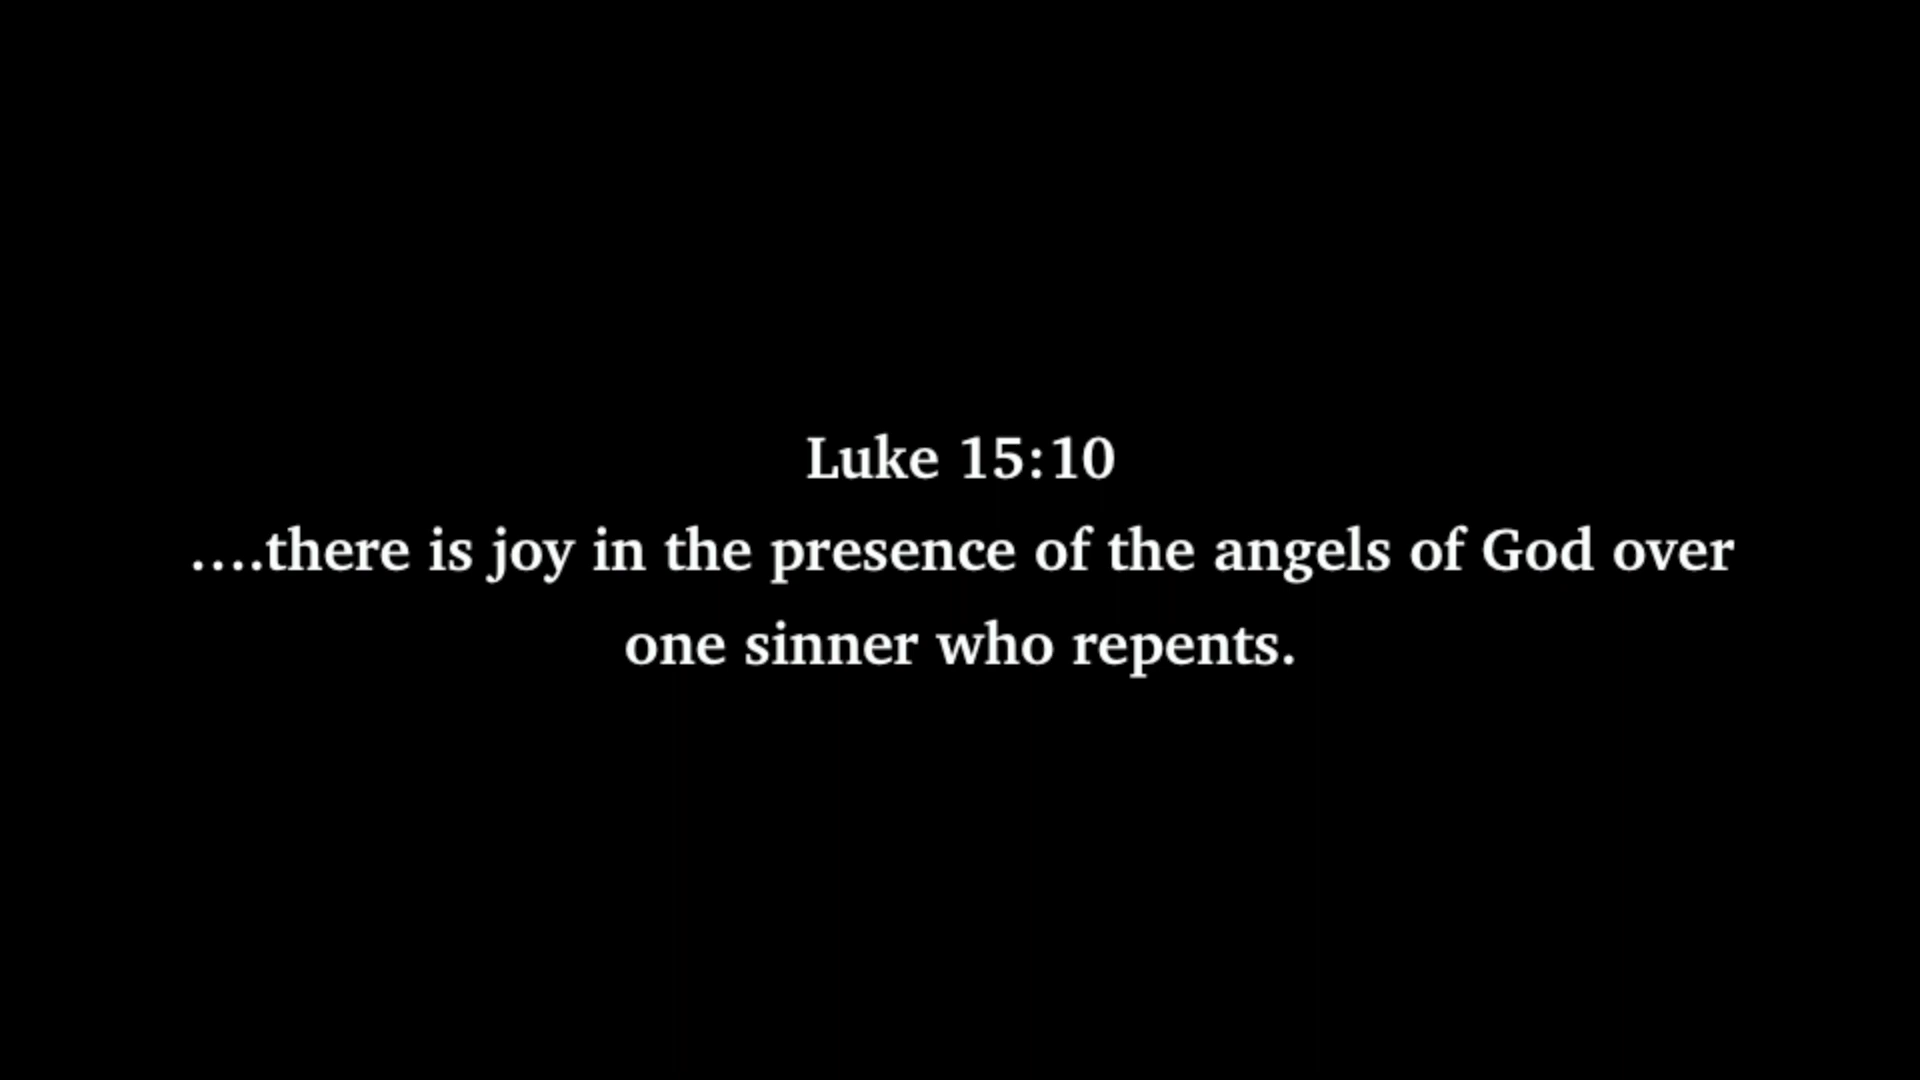 Luke 15:10
....there is joy in the presence of the angels of God over
one sinner who repents.